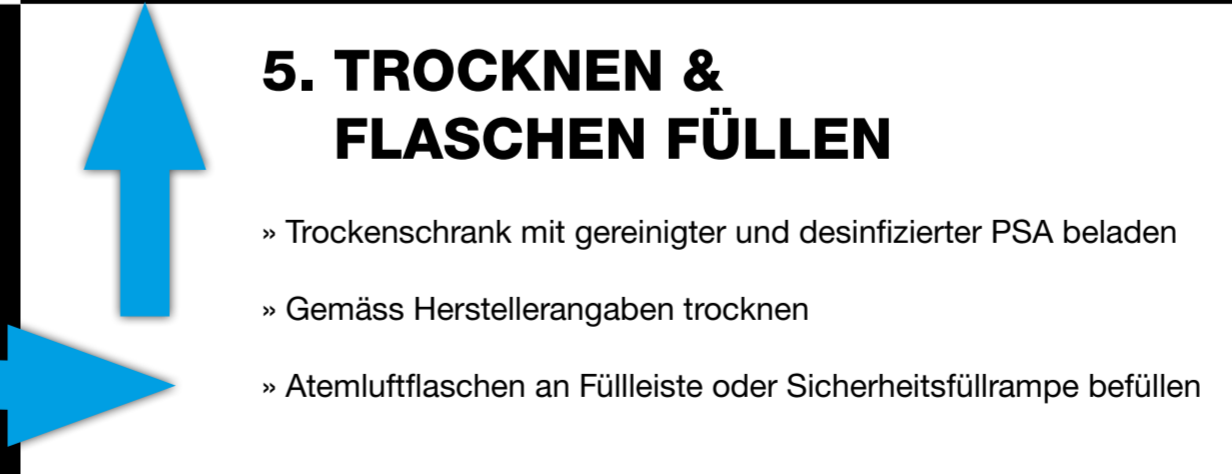 5. TROCKNEN &
FLASCHEN FÜLLEN
» Trockenschrank mit gereinigter und desinfizierter PSA beladen
» Gemäss Herstellerangaben trocknen
» Atemluftflaschen an Füllleiste oder Sicherheitsfüllrampe befüllen